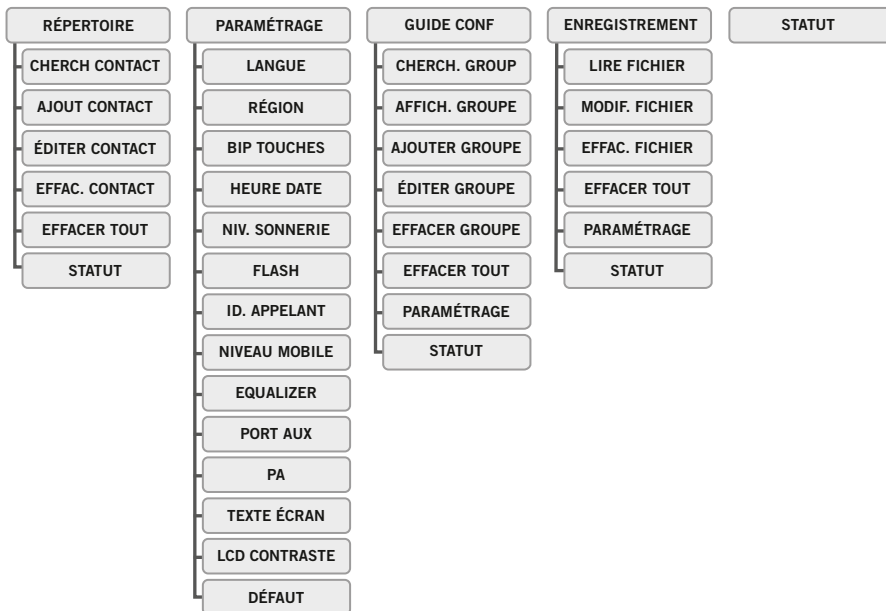 RÉPERTOIRE
CHERCH CONTACT
AJOUT CONTACT
ÉDITER CONTACT
EFFAC. CONTACT
EFFACER TOUT
STATUT
PARAMÉTRAGE
LANGUE
RÉGION
BIP TOUCHES
HEURE DATE
NIV. SONNERIE
FLASH
ID. APPELANT
NIVEAU MOBILE
EQUALIZER
PORT AUX
PA
TEXTE ÉCRAN
LCD CONTRASTE
DÉFAUT
GUIDE CONF
CHERCH. GROUP
AFFICH. GROUPE
AJOUTER GROUPE
ÉDITER GROUPE
EFFACER GROUPE
EFFACER TOUT
PARAMÉTRAGE
STATUT
ENREGISTREMENT
LIRE FICHIER
MODIF. FICHIER
EFFAC. FICHIER
EFFACER TOUT
PARAMÉTRAGE
STATUT
STATUT